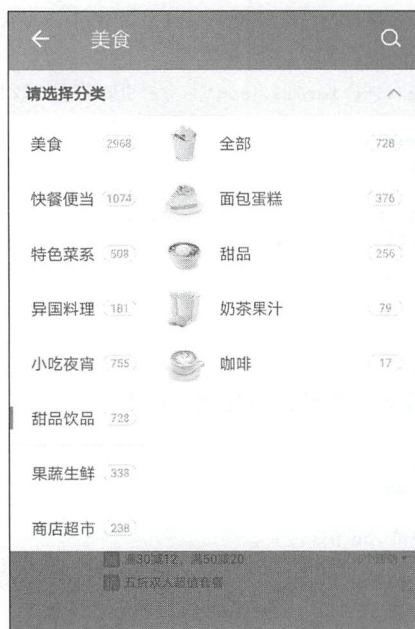 美食
请选择分类
美食 2968 全部 728
快餐便当 1074 面包蛋糕 376
特色菜系 508 甜品 256
异国料理 181 奶茶果汁 79
小吃夜宵 755 咖啡 17
甜品饮品 728
果蔬生鲜 338
商店超市 238
满30减12，满50减20
折 五折双人超值套餐